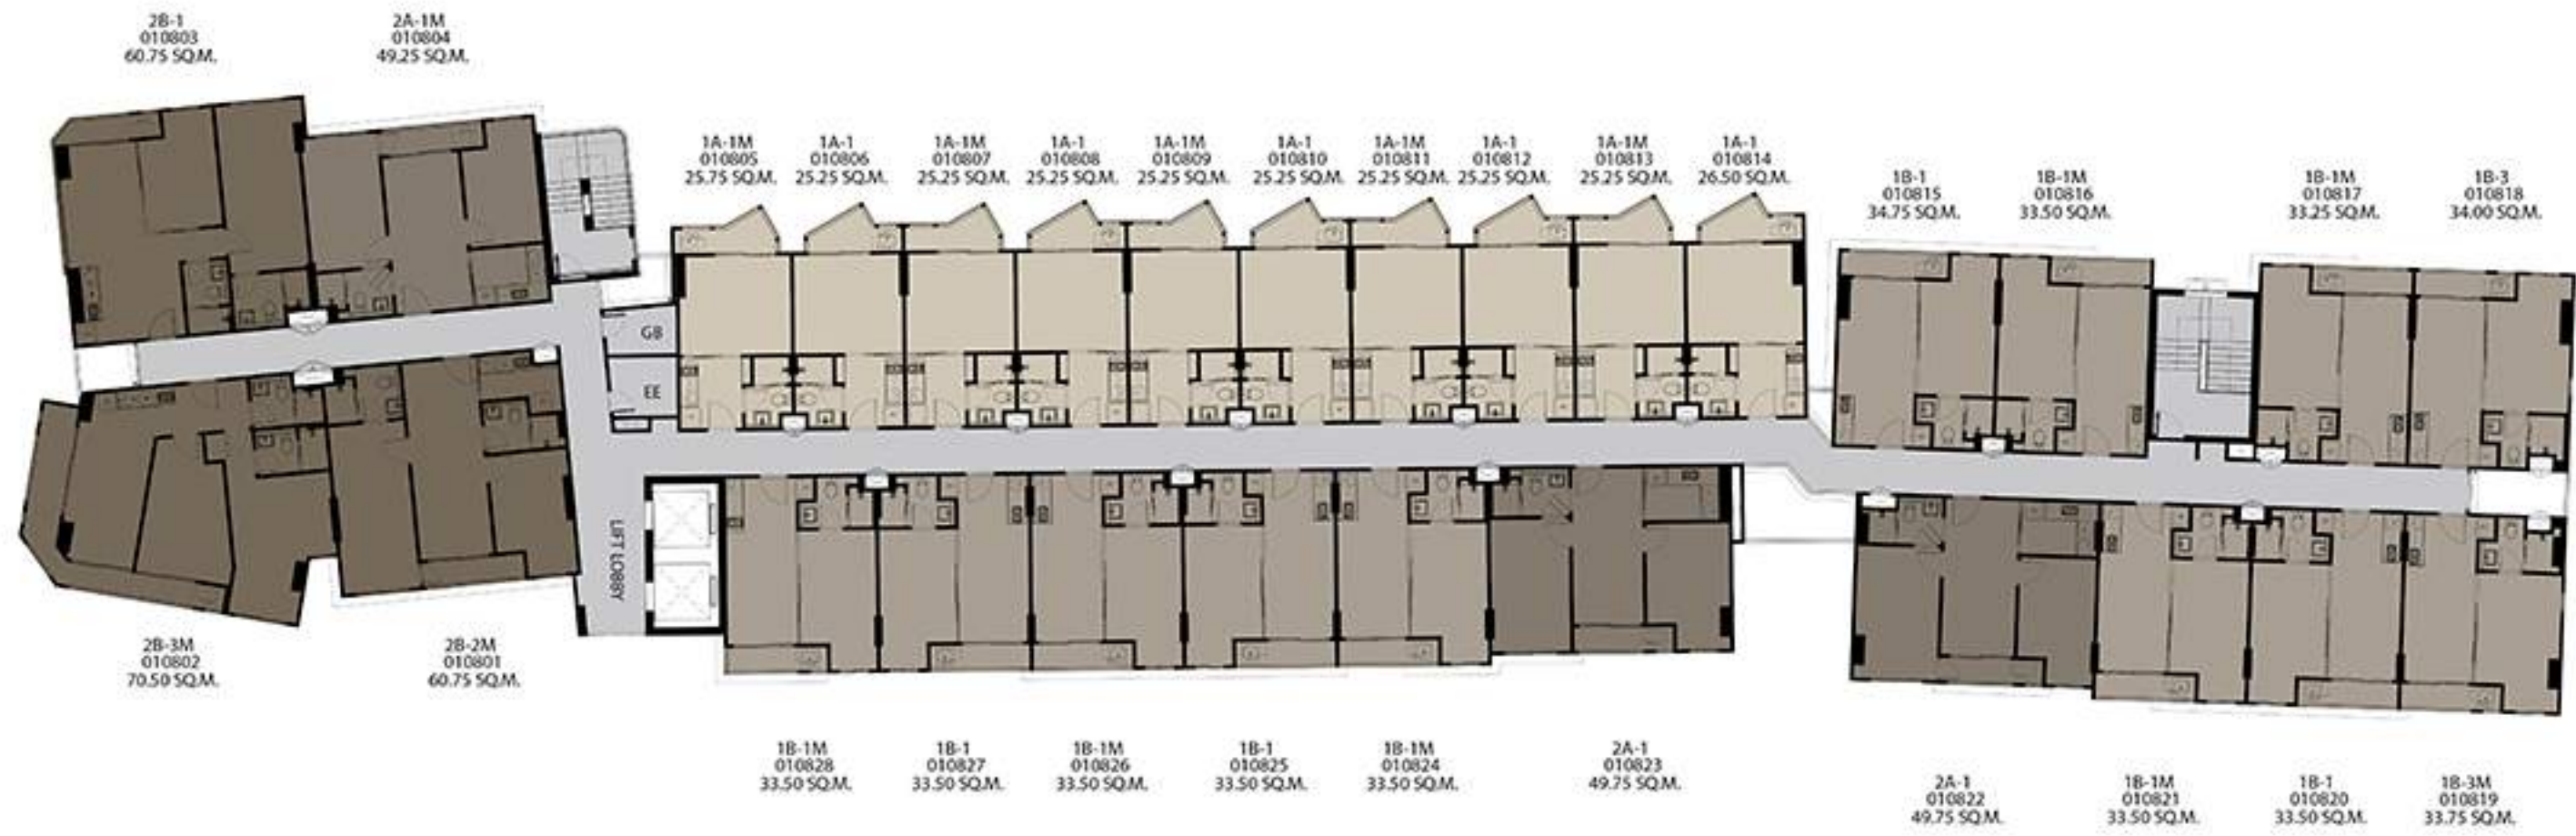 2B-1
010803
60.75 SQ.M.
2A-1M
010804
49.25 SQ.M.
1A-1M
010805
25.75 SQ.M.
1A-1
010806
25.25 SQ.M.
1A-1M
010807
25.25 SQ.M.
1A-1
010808
25.25 SQ.M.
1A-1M
010809
25.25 SQ.M.
1A-1
010810
25.25 SQ.M.
1A-1M
010811
25.25 SQ.M.
1A-1
010812
25.25 SQ.M.
1A-1M
010813
25.25 SQ.M.
1A-1
010814
26.50 SQ.M.
1B-1
010815
34.75 SQ.M.
1B-1M
010816
33.50 SQ.M.
1B-1M
010817
33.25 SQ.M.
1B-3
010818
34.00 SQ.M.
GB
EE
LIFT LOBBY
2B-3M
010802
70.50 SQ.M.
2B-2M
010801
60.75 SQ.M.
1B-1M
010828
33.50 SQ.M.
1B-1
010827
33.50 SQ.M.
1B-1M
010826
33.50 SQ.M.
1B-1
010825
33.50 SQ.M.
1B-1M
010824
33.50 SQ.M.
2A-1
010823
49.75 SQ.M.
2A-1
010822
49.75 SQ.M.
1B-1M
010821
33.50 SQ.M.
1B-1
010820
33.50 SQ.M.
1B-3M
010819
33.75 SQ.M.